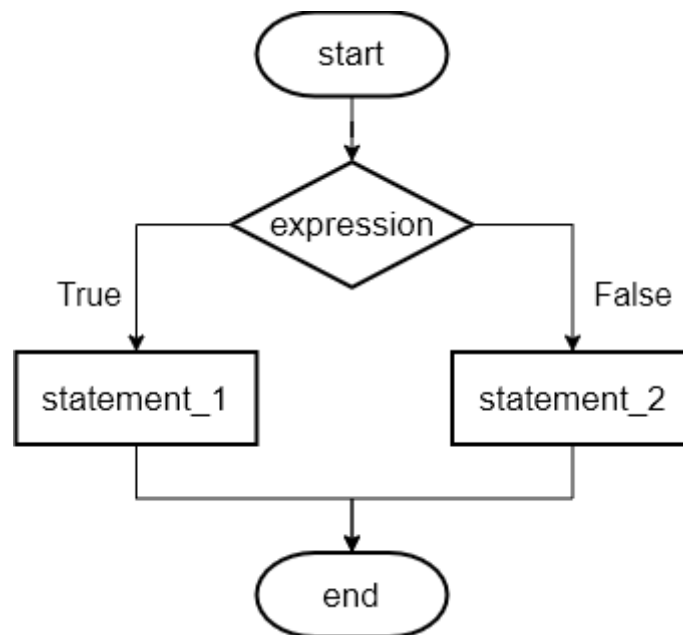 start
expression
True
False
statement_1
statement_2
end